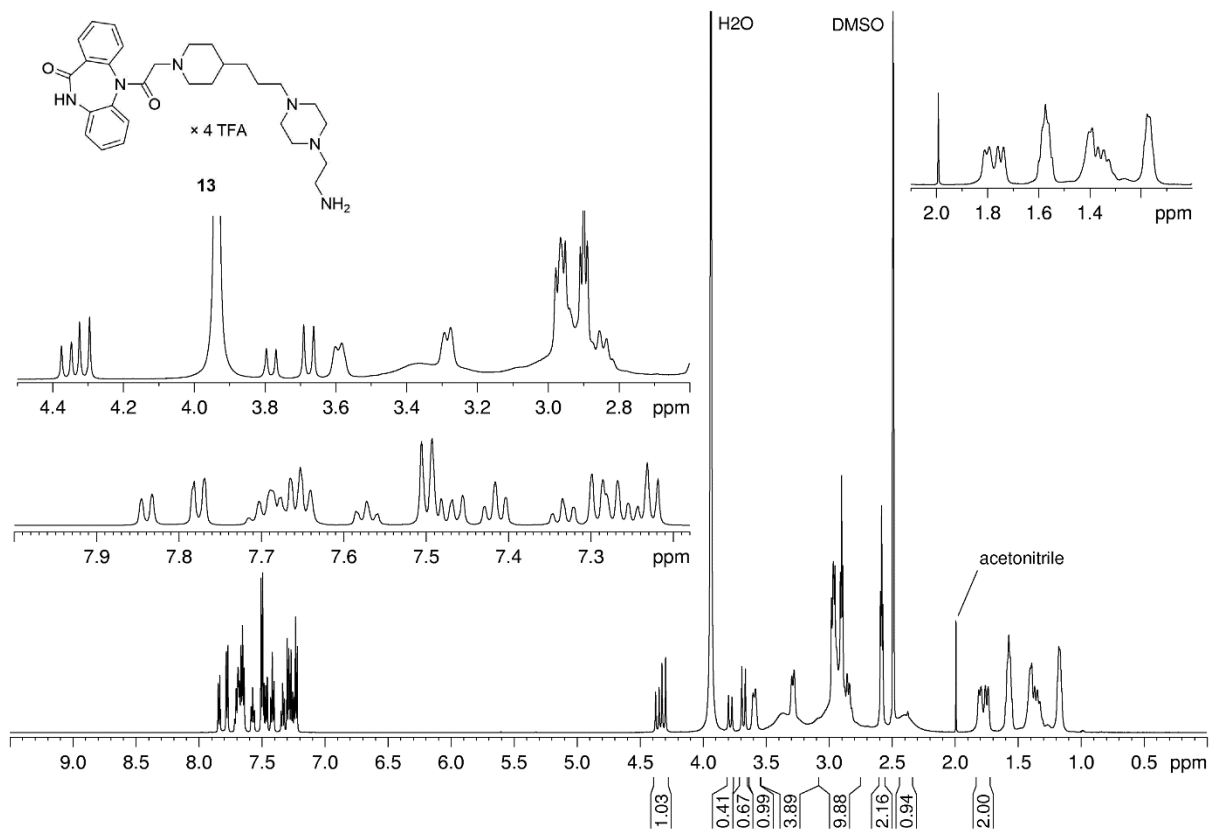 H2O
DMSO
O
N
N
HN
O
N
N
NH2
× 4 TFA
13
2.0 1.8 1.6 1.4 ppm
4.4 4.2 4.0 3.8 3.6 3.4 3.2 3.0 2.8 ppm
7.9 7.8 7.7 7.6 7.5 7.4 7.3 ppm
acetonitrile
9.0 8.5 8.0 7.5 7.0 6.5 6.0 5.5 5.0 4.5 4.0 3.5 3.0 2.5 2.0 1.5 1.0 0.5 ppm
1.03 0.41 0.67 0.99 3.89 9.88 2.16 0.94 2.00